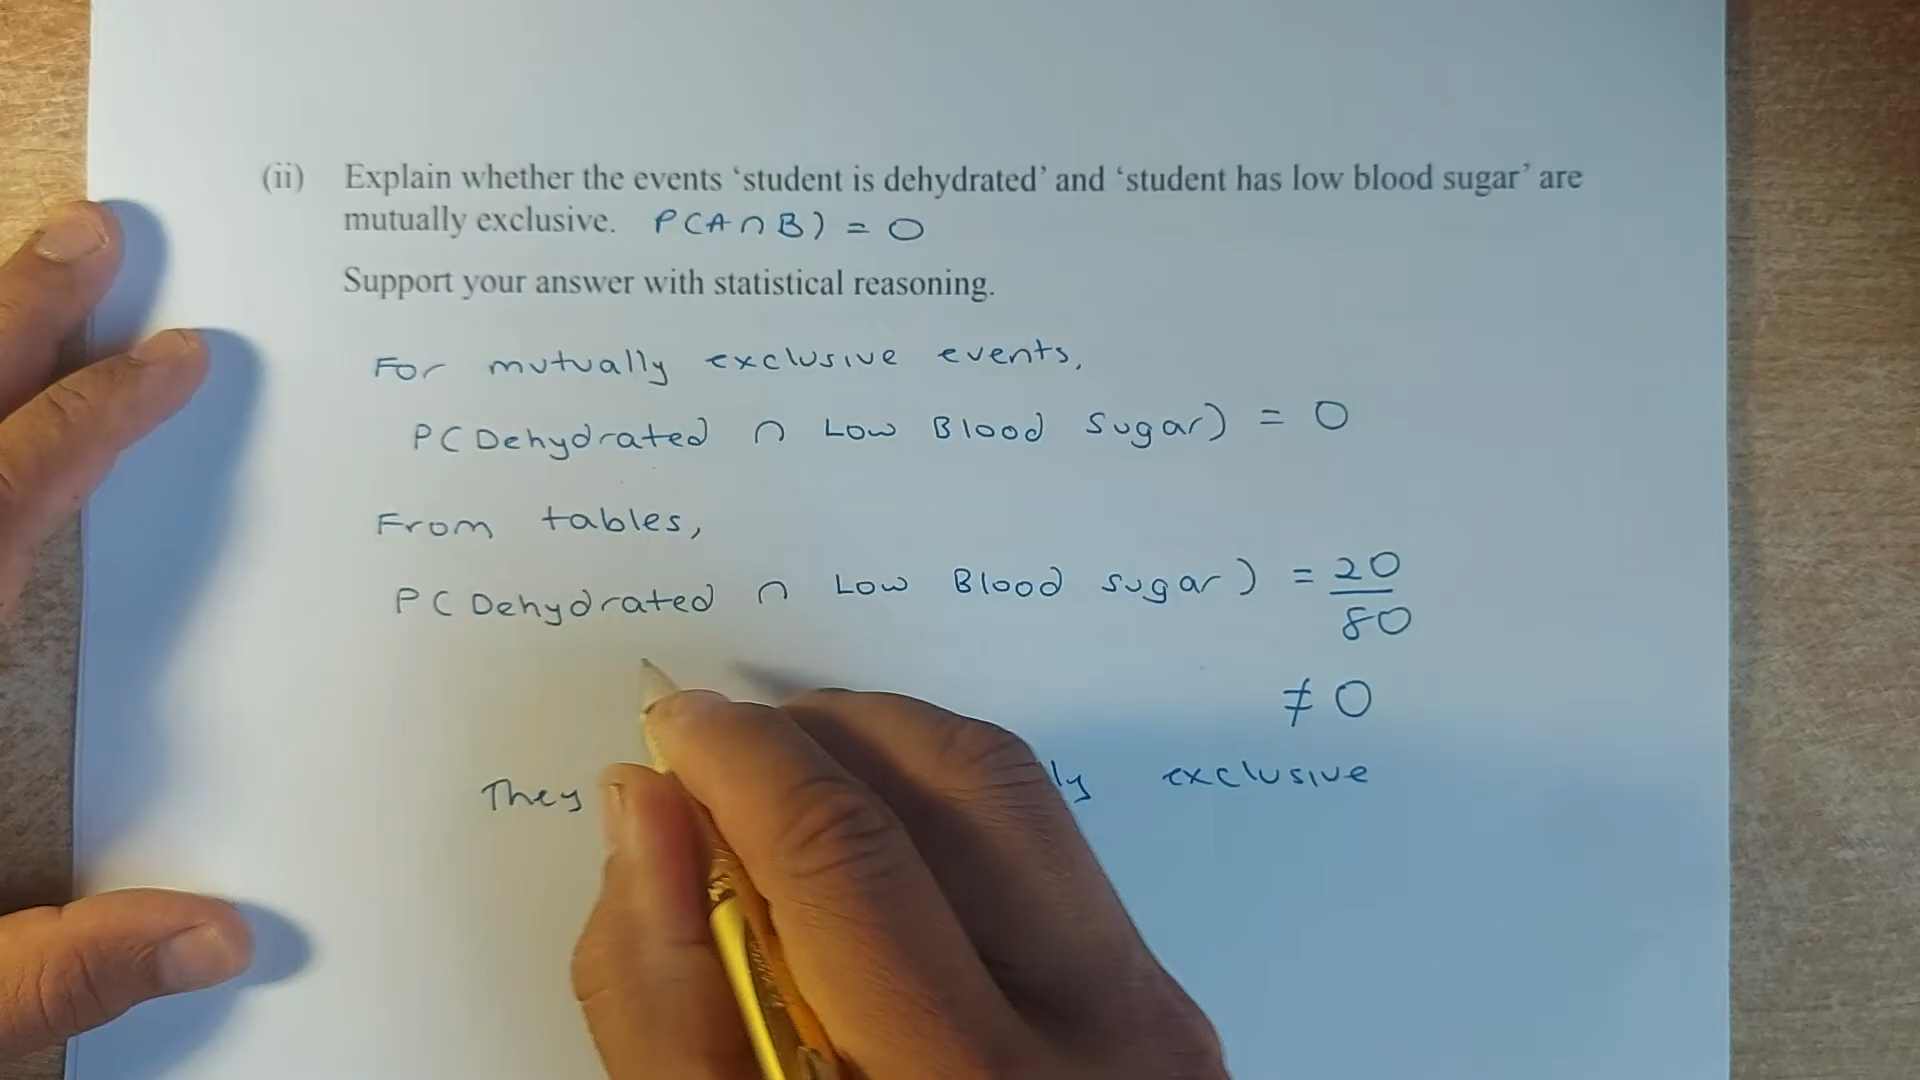 (ii) Explain whether the events ‘student is dehydrated’ and ‘student has low blood sugar’ are
mutually exclusive. P(A∩B) = 0
Support your answer with statistical reasoning.
For mutually exclusive events,
P(Dehydrated ∩ Low Blood Sugar) = 0
From tables,
P(Dehydrated ∩ Low Blood sugar) = 20/80
≠ 0
They exclusive